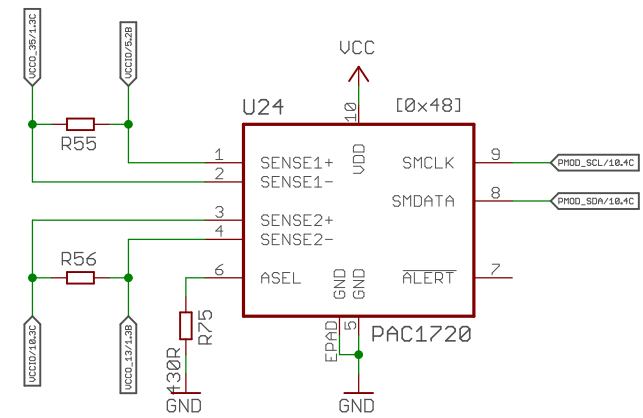 VCCO_35/1.3C
VCCIO/5.2B
VCC
U24
[0x48]
10
R55
1
SENSE1+
VDD
SMCLK
9
PMOD_SCL/10.4C
2
SENSE1-
SMDATA
8
PMOD_SDA/10.4C
3
SENSE2+
4
SENSE2-
R56
6
ASEL
GND
GND
ALERT
7
VCCIO/10.3C
VCCO_13/1.3B
R75
430R
EPAD
5
PAC1720
GND
GND